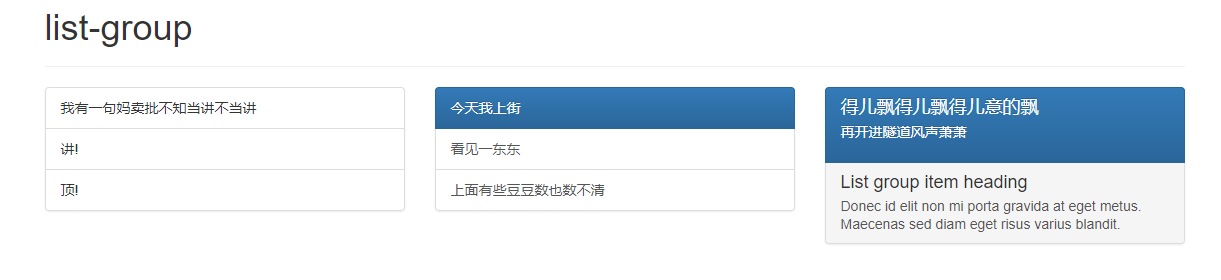 list-group
我有一句妈卖批不知当讲不当讲
讲!
顶!
今天我上街
看见一东东
上面有些豆豆数也数不清
得儿飘得儿飘得儿意的飘
再开进隧道风声萧萧
List group item heading
Donec id elit non mi porta gravida at eget metus.
Maecenas sed diam eget risus varius blandit.